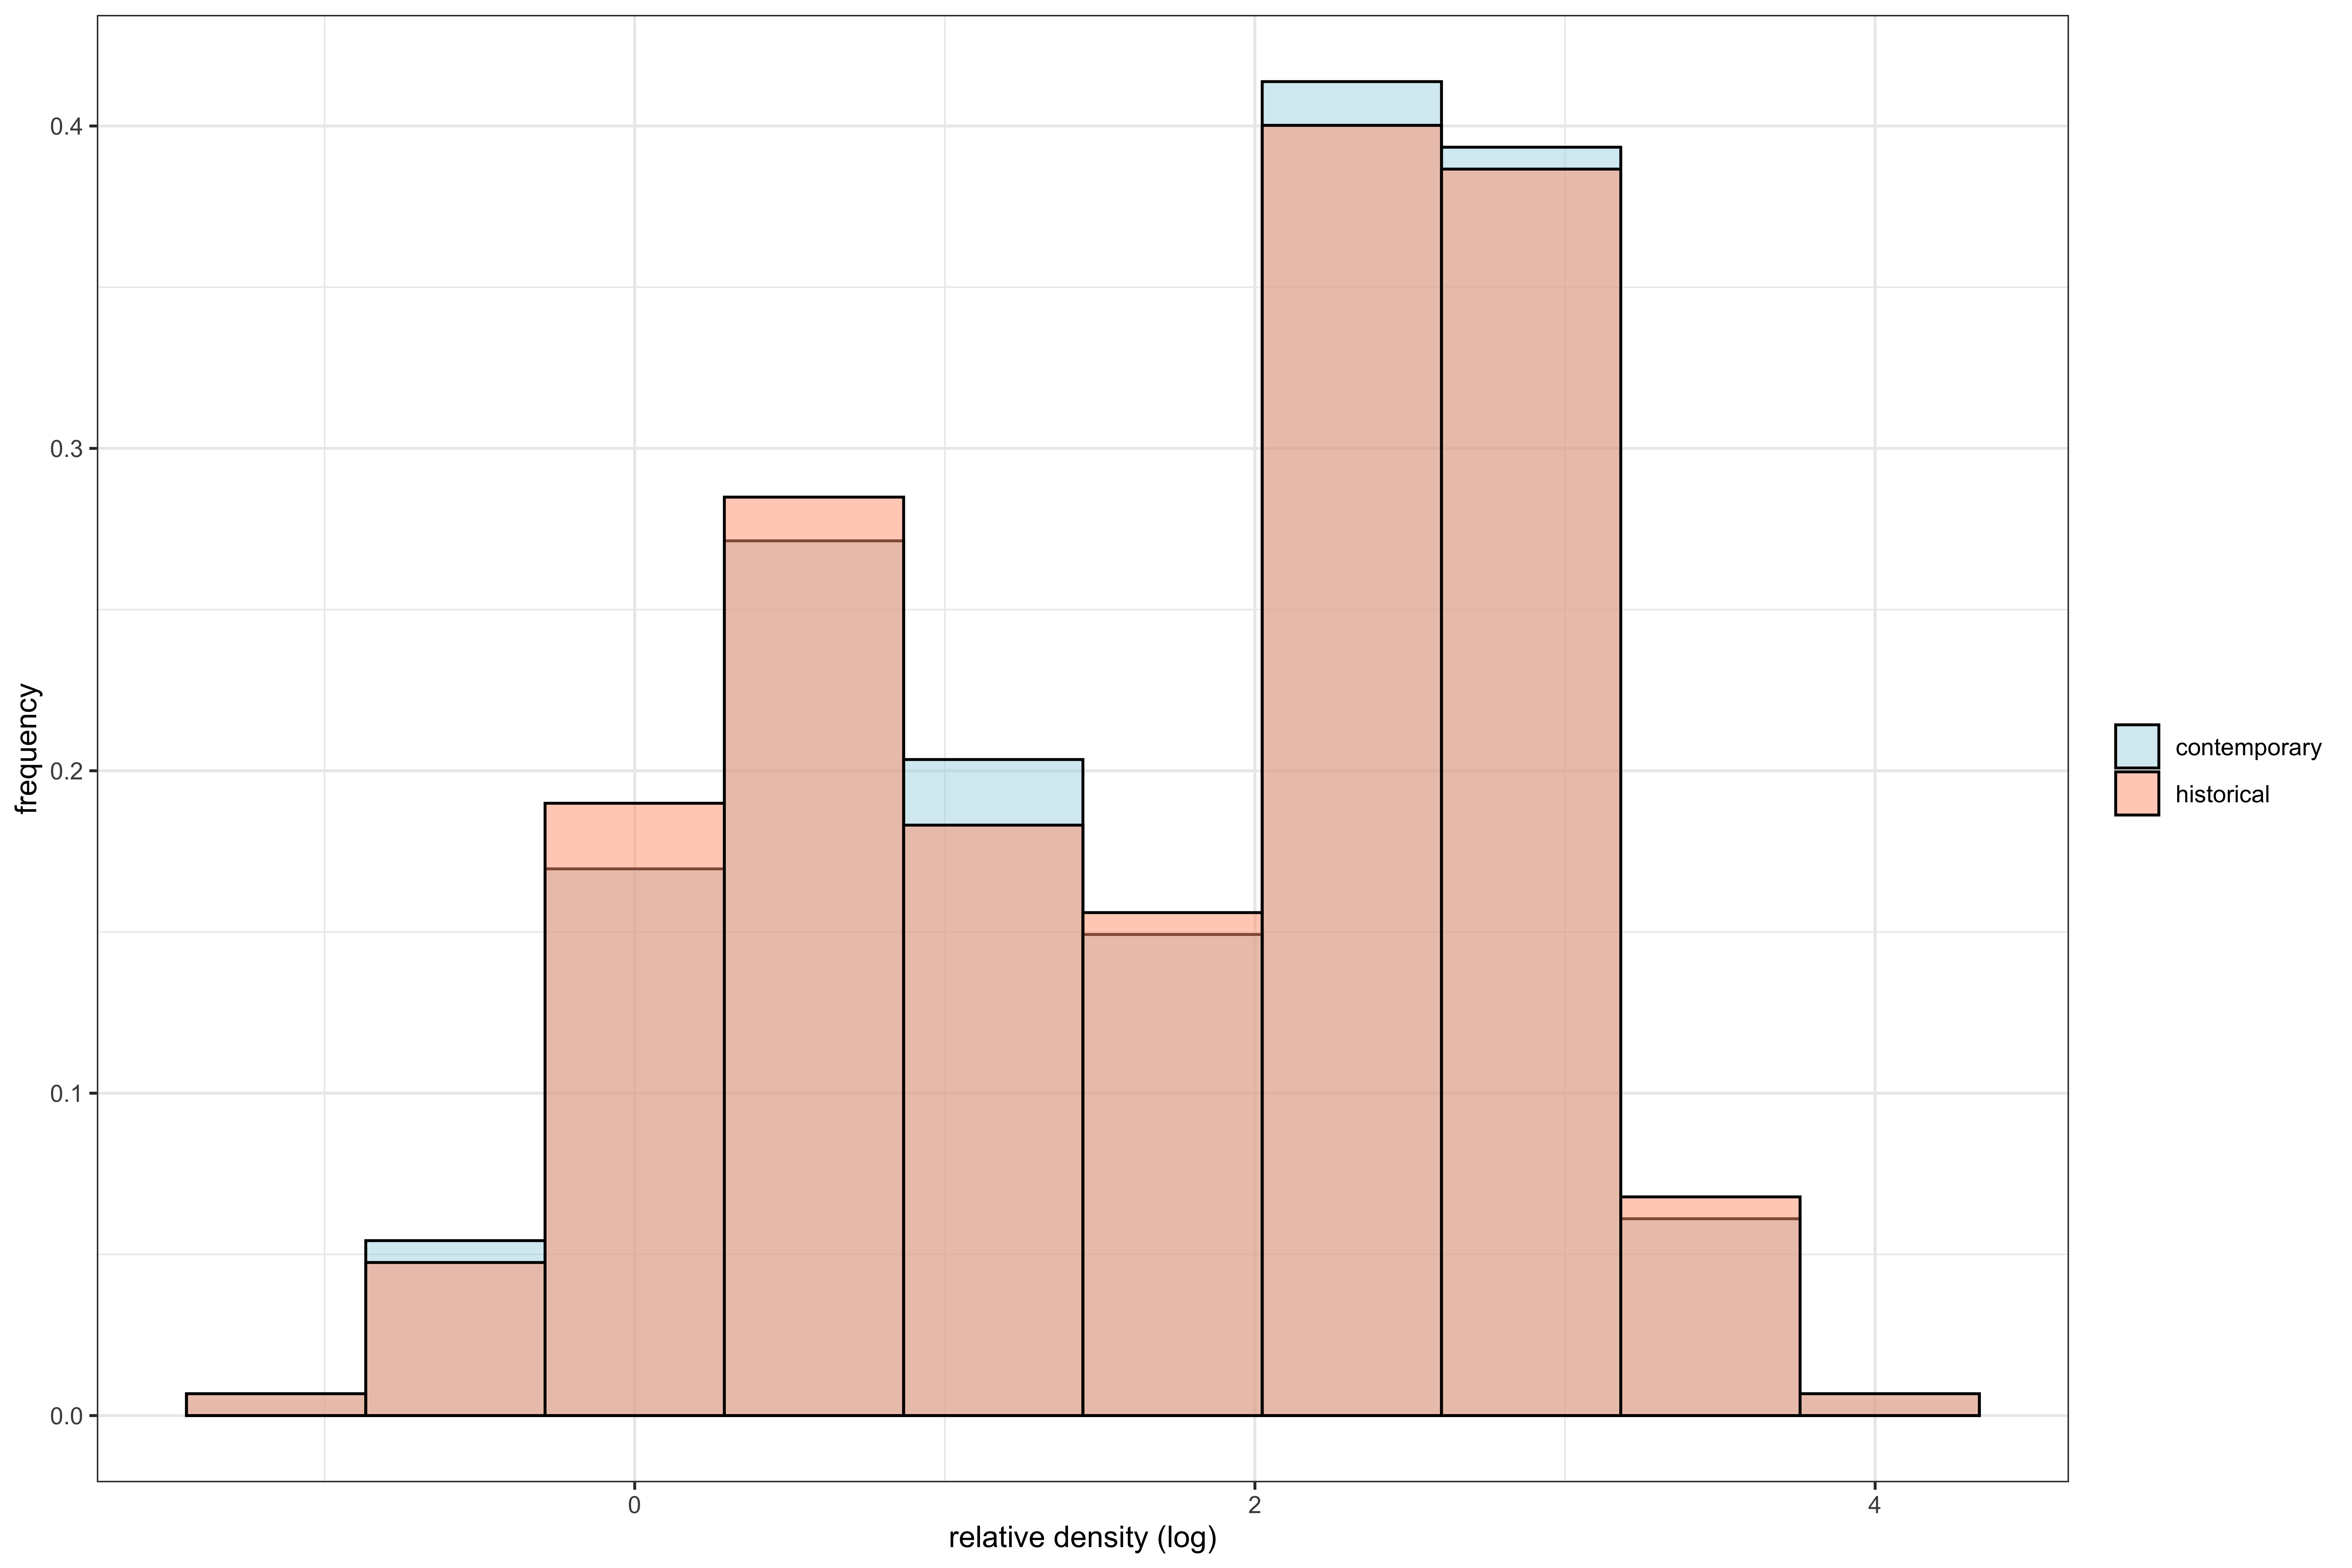 frequency
0.4
0.3
0.2
0.1
0.0
0
2
4
relative density (log)
contemporary
historical